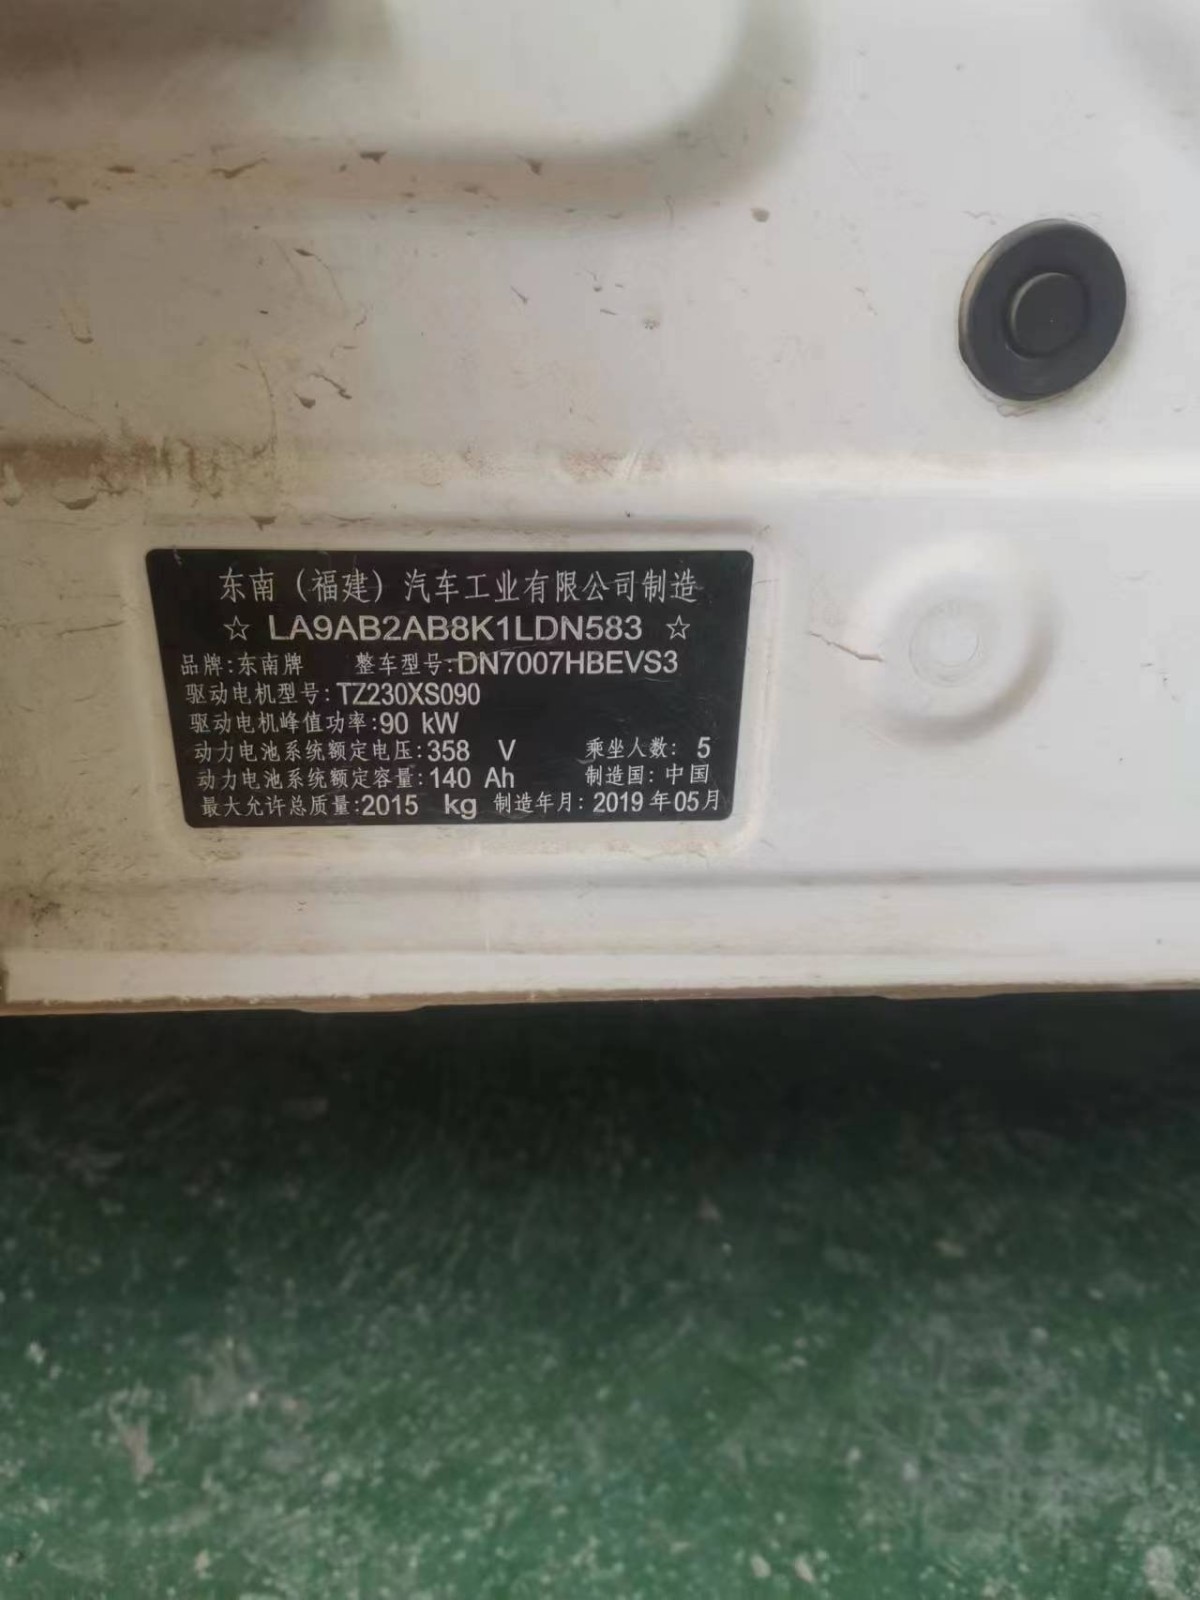 东南（福建）汽车工业有限公司制造
☆ LA9AB2AB8K1LDN583 ☆
品牌:东南牌 整车型号:DN7007HBEVS3
驱动电机型号:TZ230XS090
驱动电机峰值功率:90 kW
动力电池系统额定电压:358 V 乘坐人数: 5
动力电池系统额定容量:140 Ah 制造国: 中国
最大允许总质量:2015 kg 制造年月: 2019年05月